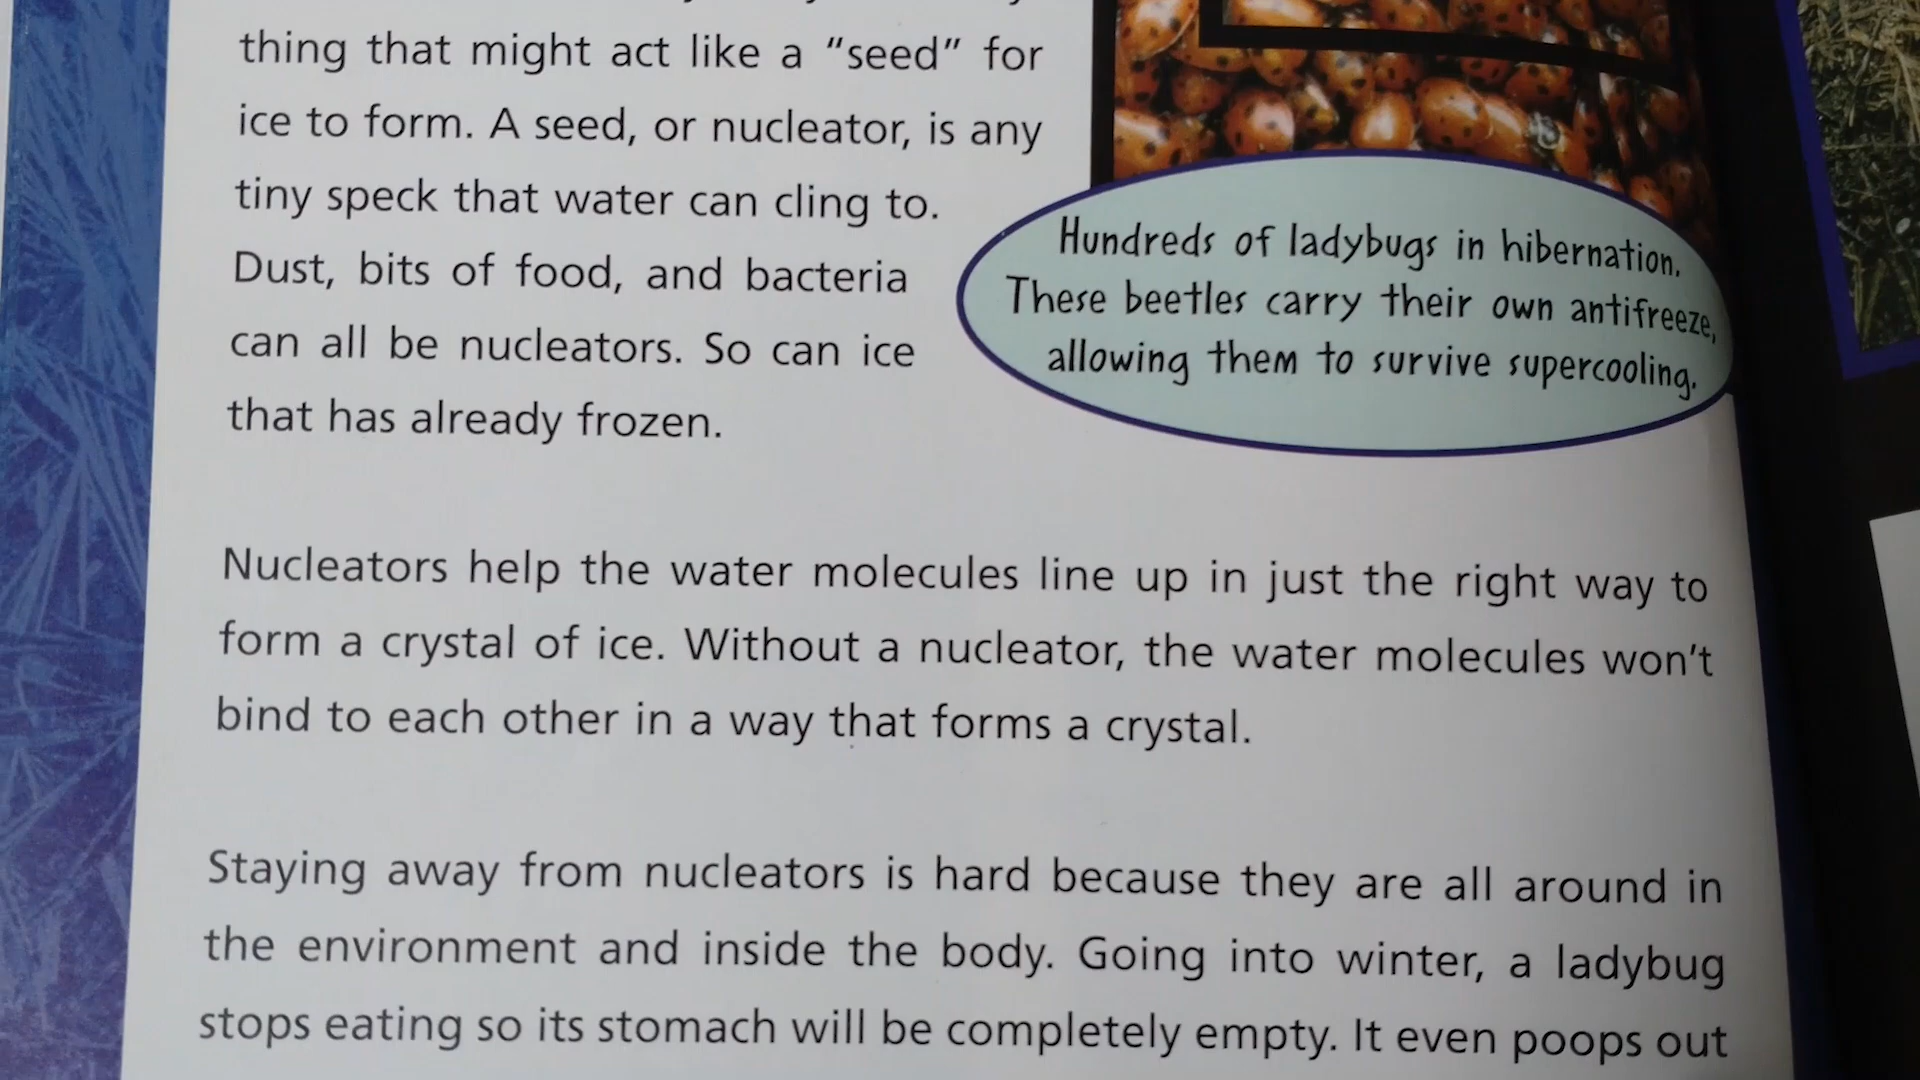 thing that might act like a “seed” for
ice to form. A seed, or nucleator, is any
tiny speck that water can cling to.
Dust, bits of food, and bacteria
can all be nucleators. So can ice
that has already frozen.
Hundreds of ladybugs in hibernation.
These beetles carry their own antifreeze,
allowing them to survive supercooling.
Nucleators help the water molecules line up in just the right way to
form a crystal of ice. Without a nucleator, the water molecules won’t
bind to each other in a way that forms a crystal.
Staying away from nucleators is hard because they are all around in
the environment and inside the body. Going into winter, a ladybug
stops eating so its stomach will be completely empty. It even poops out